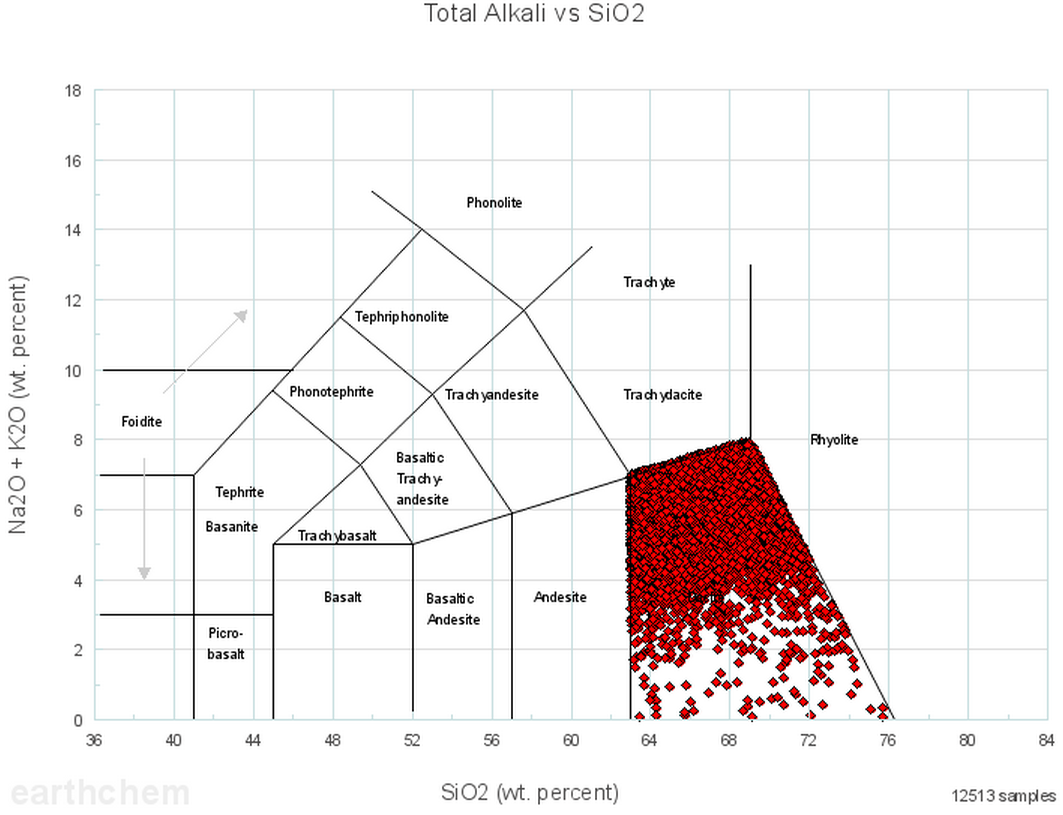 Total Alkali vs SiO2
Na2O + K2O (wt. percent)
18
16
14
12
10
8
6
4
2
0
Phonolite
Trachyte
Tephriphonolite
Phonotephrite
Trachyandesite
Trachydacite
Foidite
Rhyolite
Basaltic
Trachy-
andesite
Tephrite
Basanite
Trachybasalt
Basalt
Basaltic
Andesite
Andesite
Picro-
basalt
36
40
44
48
52
56
60
64
68
72
76
80
84
SiO2 (wt. percent)
earthchem
12513 samples